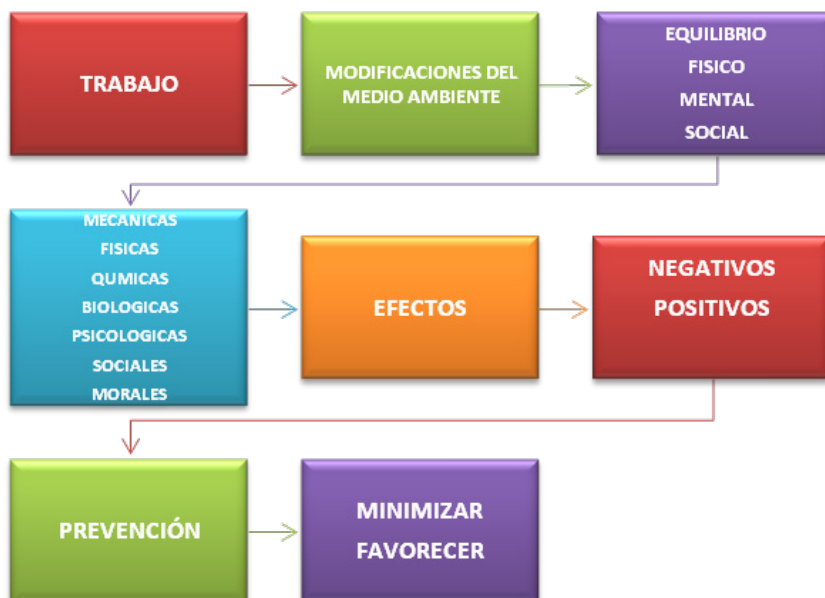 TRABAJO
MODIFICACIONES DEL
MEDIO AMBIENTE
EQUILIBRIO
FISICO
MENTAL
SOCIAL
MECANICAS
FISICAS
QUMICAS
BIOLOGICAS
PSICOLOGICAS
SOCIALES
MORALES
EFECTOS
NEGATIVOS
POSITIVOS
PREVENCIÓN
MINIMIZAR
FAVORECER